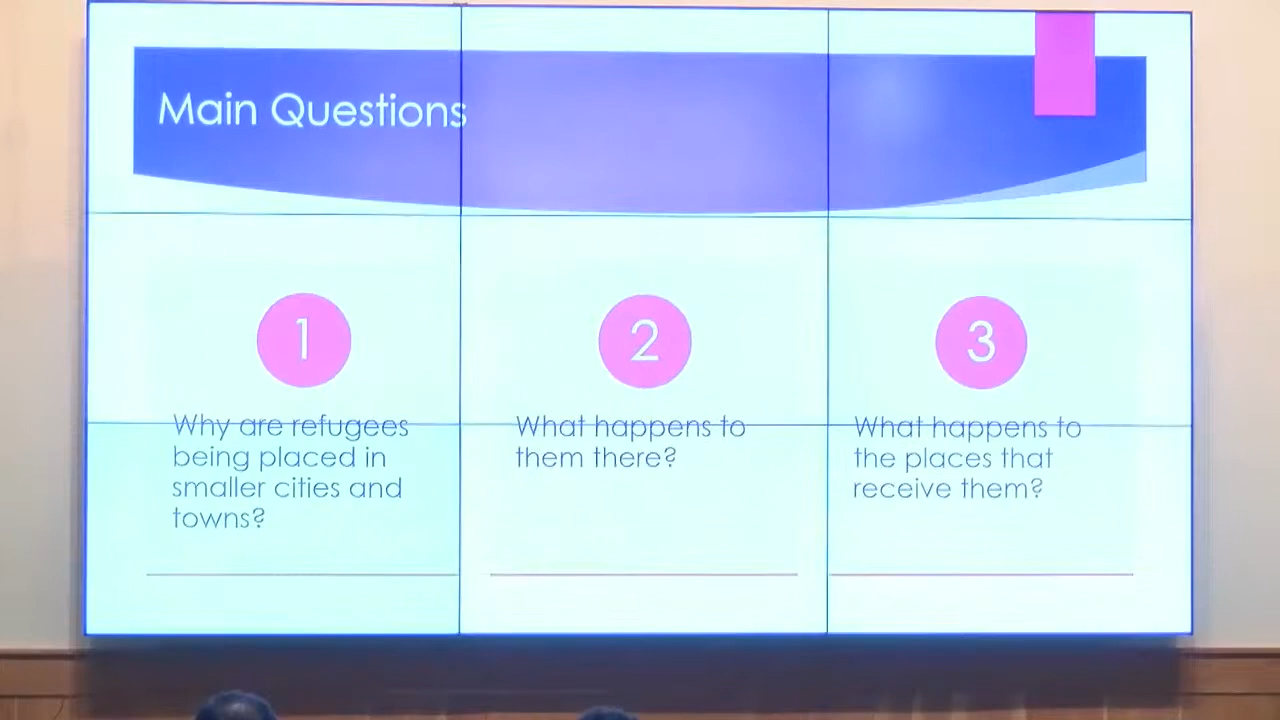 Main Questions
1
Why are refugees
being placed in
smaller cities and
towns?
2
What happens to
them there?
3
What happens to
the places that
receive them?